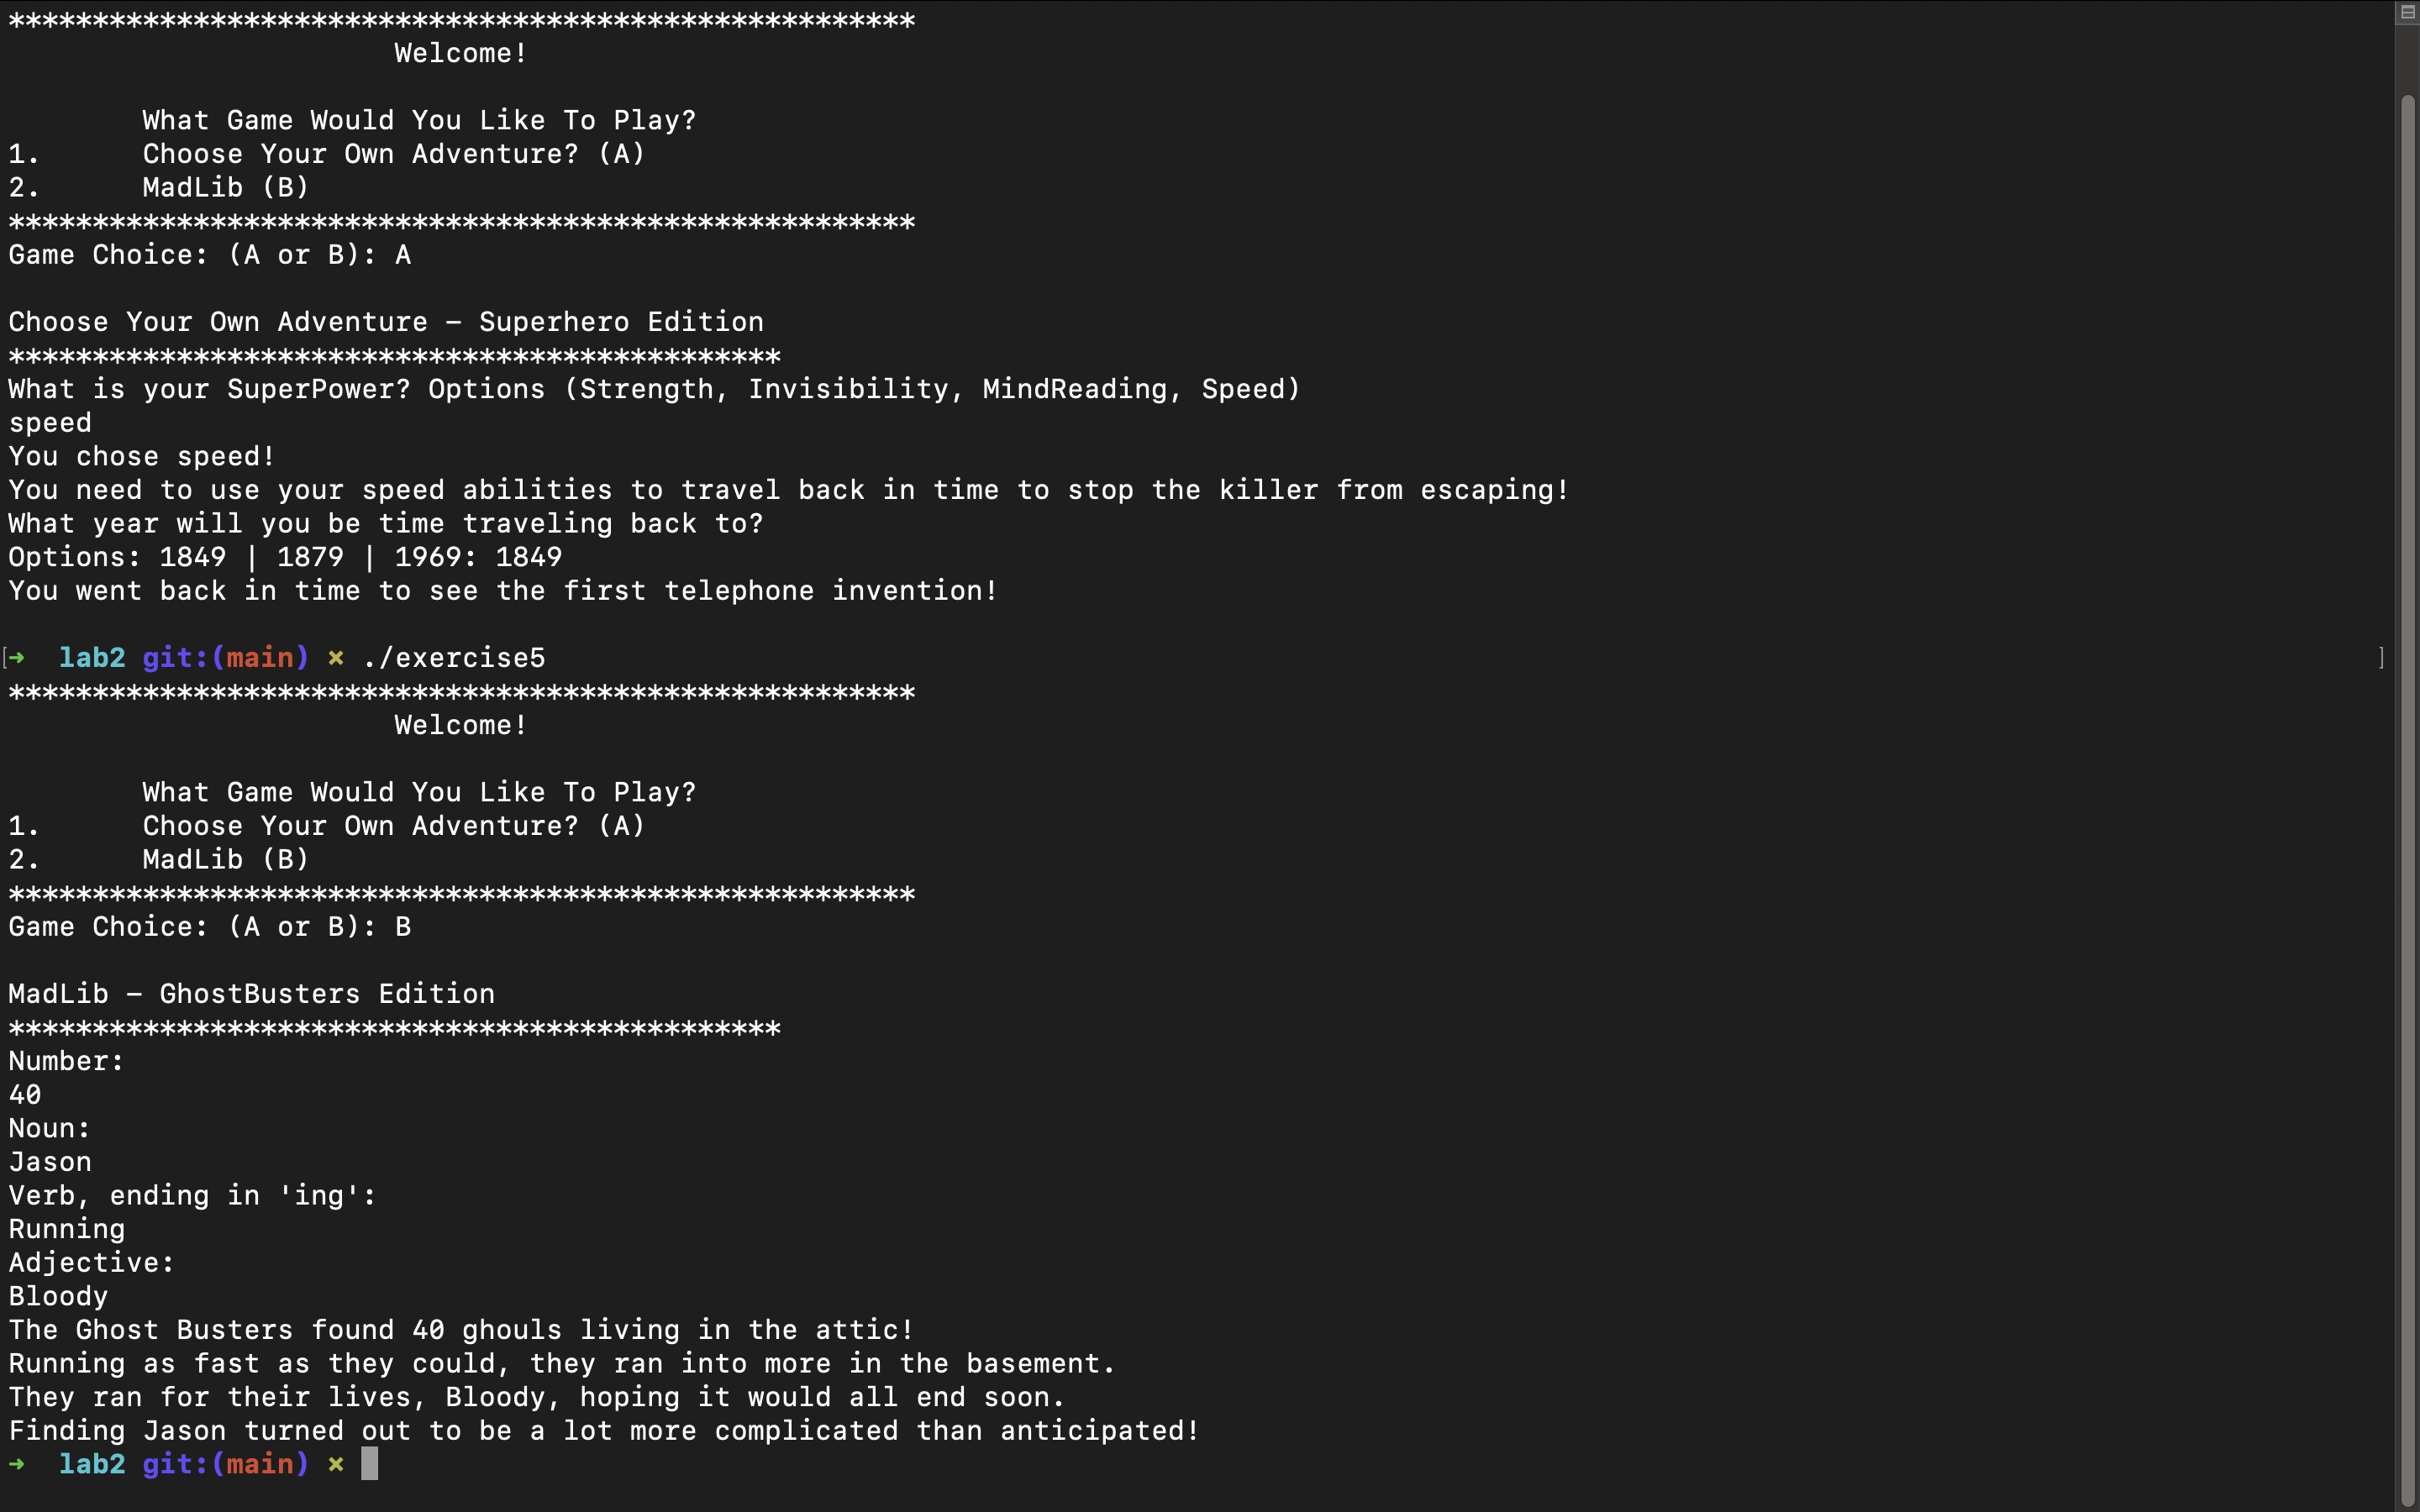 ******************************************************
Welcome!
What Game Would You Like To Play?
1. Choose Your Own Adventure? (A)
2. MadLib (B)
******************************************************
Game Choice: (A or B): A
Choose Your Own Adventure – Superhero Edition
**********************************************
What is your SuperPower? Options (Strength, Invisibility, MindReading, Speed)
speed
You chose speed!
You need to use your speed abilities to travel back in time to stop the killer from escaping!
What year will you be time traveling back to?
Options: 1849 | 1879 | 1969: 1849
You went back in time to see the first telephone invention!
[➜ lab2 git:(main) ✗ ./exercise5 ]
******************************************************
Welcome!
What Game Would You Like To Play?
1. Choose Your Own Adventure? (A)
2. MadLib (B)
******************************************************
Game Choice: (A or B): B
MadLib – GhostBusters Edition
**********************************************
Number:
40
Noun:
Jason
Verb, ending in 'ing':
Running
Adjective:
Bloody
The Ghost Busters found 40 ghouls living in the attic!
Running as fast as they could, they ran into more in the basement.
They ran for their lives, Bloody, hoping it would all end soon.
Finding Jason turned out to be a lot more complicated than anticipated!
➜ lab2 git:(main) ✗